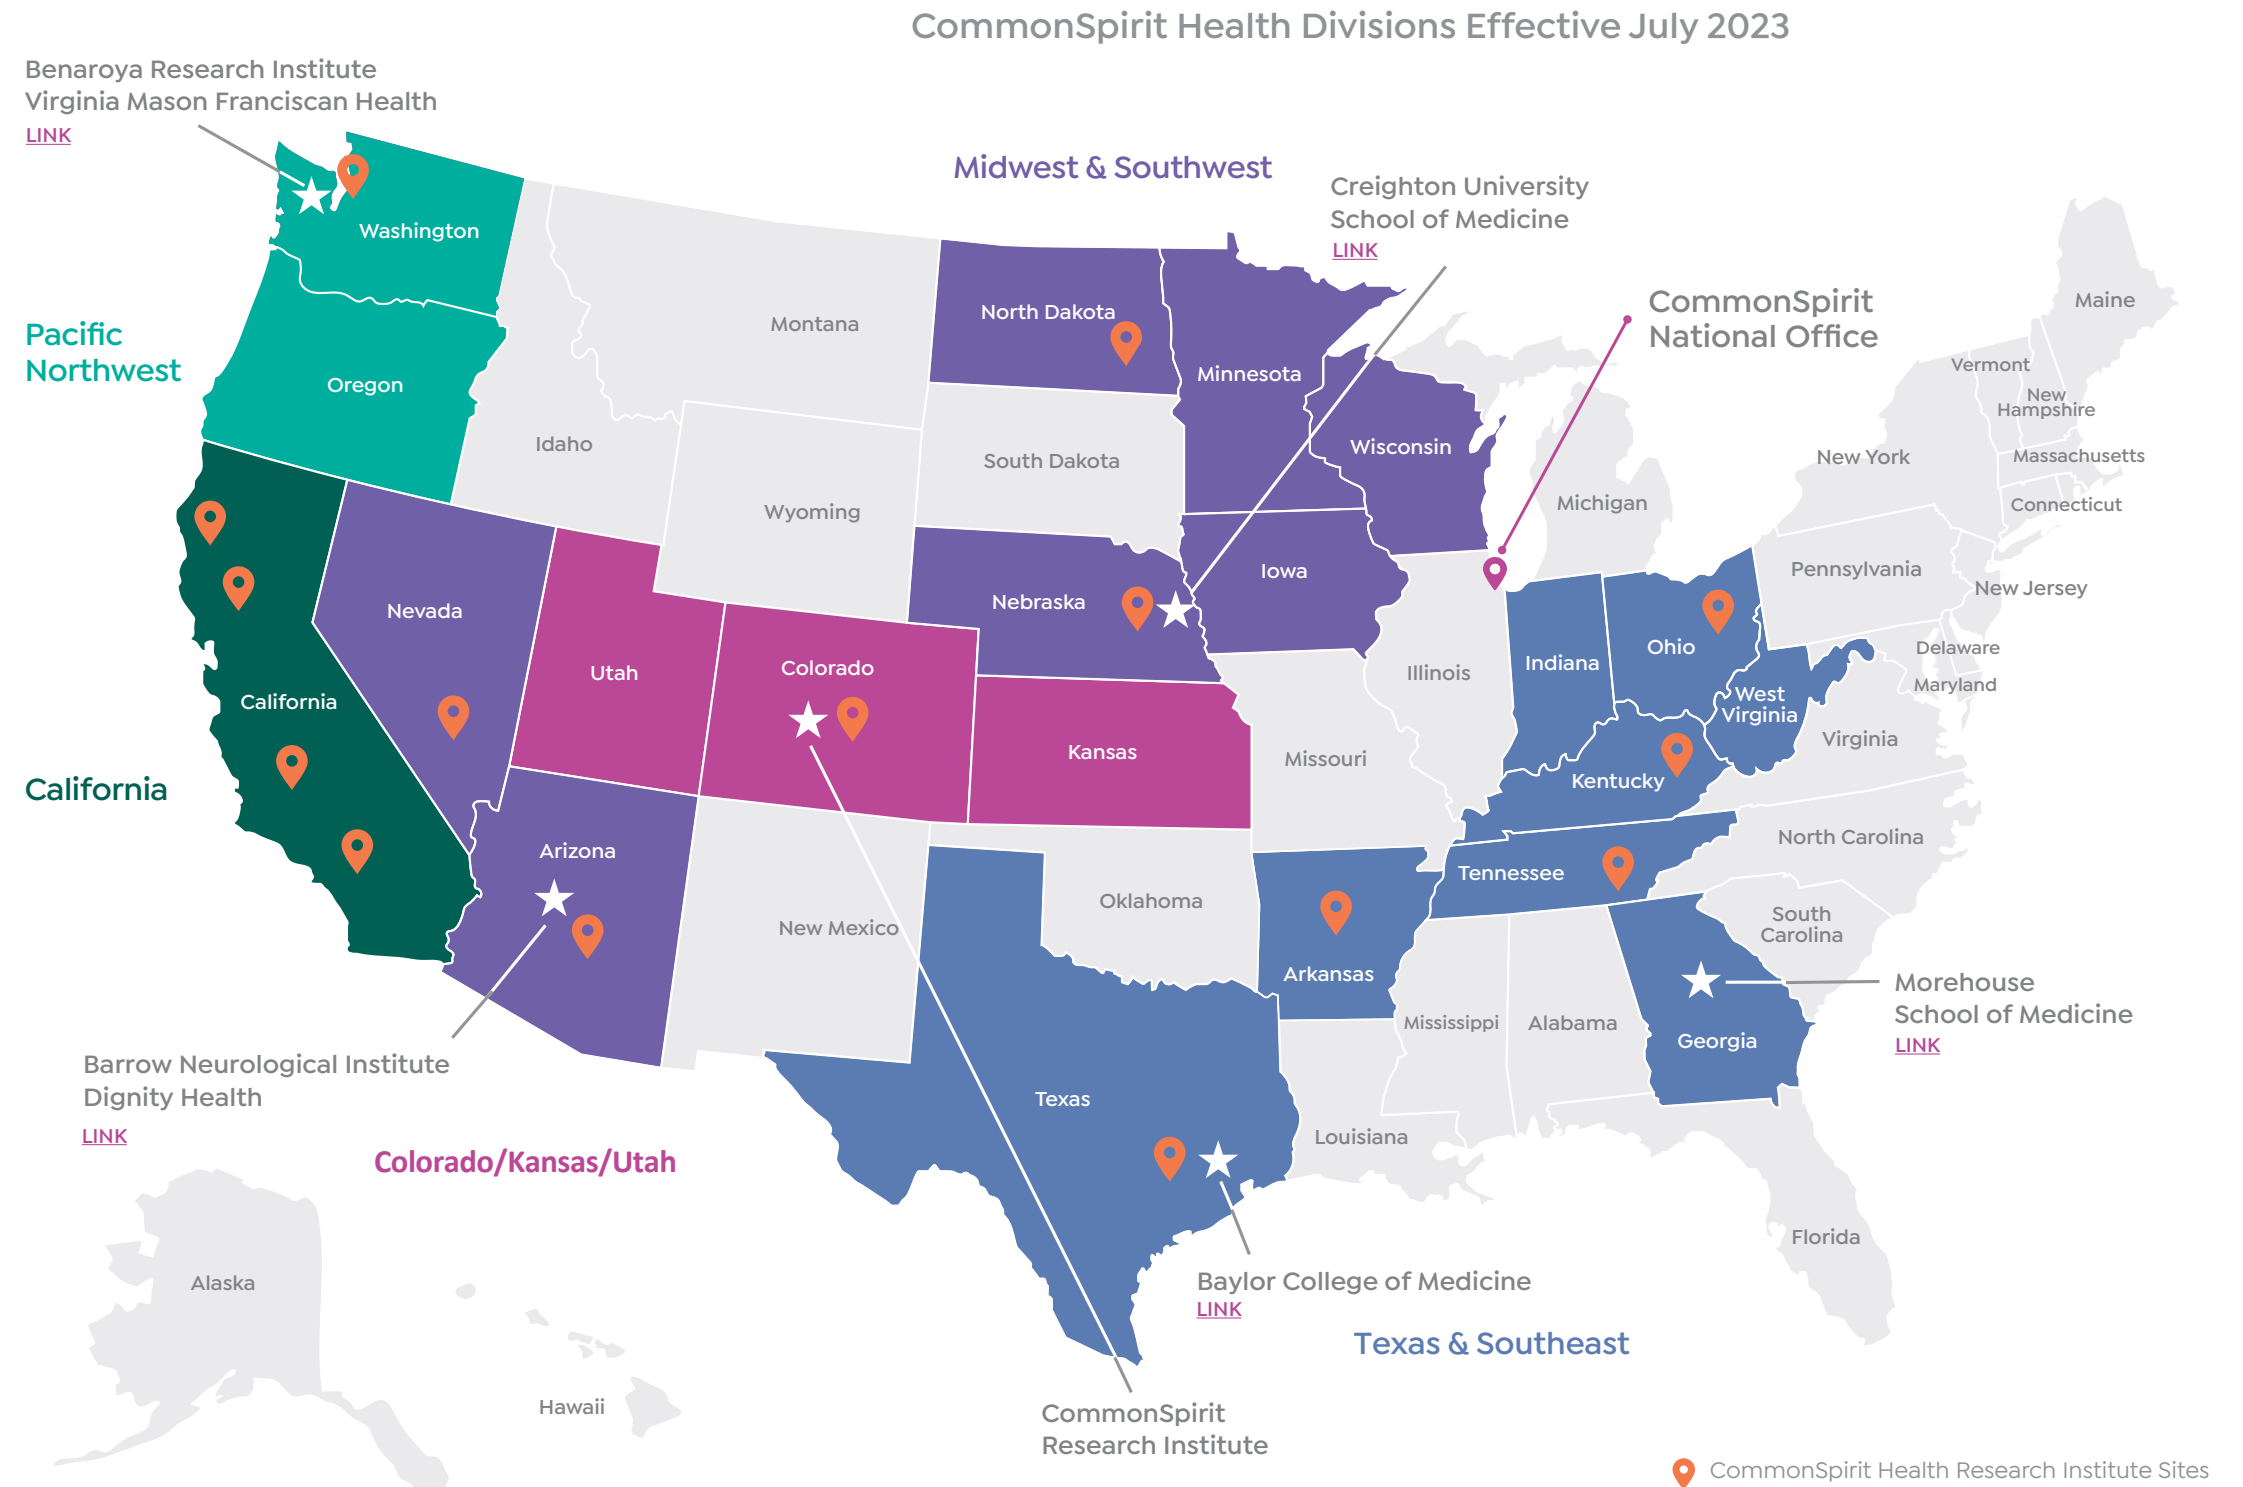 CommonSpirit Health Divisions Effective July 2023
Benaroya Research Institute
Virginia Mason Franciscan Health
LINK
Midwest & Southwest
Creighton University
School of Medicine
LINK
CommonSpirit
National Office
Pacific
Northwest
California
Washington
Oregon
California
Nevada
Idaho
Montana
Wyoming
Utah
Colorado
Arizona
New Mexico
North Dakota
South Dakota
Nebraska
Kansas
Oklahoma
Texas
Minnesota
Iowa
Missouri
Arkansas
Louisiana
Wisconsin
Illinois
Michigan
Indiana
Ohio
Kentucky
Tennessee
Mississippi
Alabama
Georgia
Florida
South
Carolina
North Carolina
Virginia
West
Virginia
Maryland
Delaware
New Jersey
Pennsylvania
New York
Connecticut
Massachusetts
New
Hampshire
Vermont
Maine
Morehouse
School of Medicine
LINK
Barrow Neurological Institute
Dignity Health
LINK
Colorado/Kansas/Utah
Alaska
Hawaii
Baylor College of Medicine
LINK
Texas & Southeast
CommonSpirit
Research Institute
CommonSpirit Health Research Institute Sites